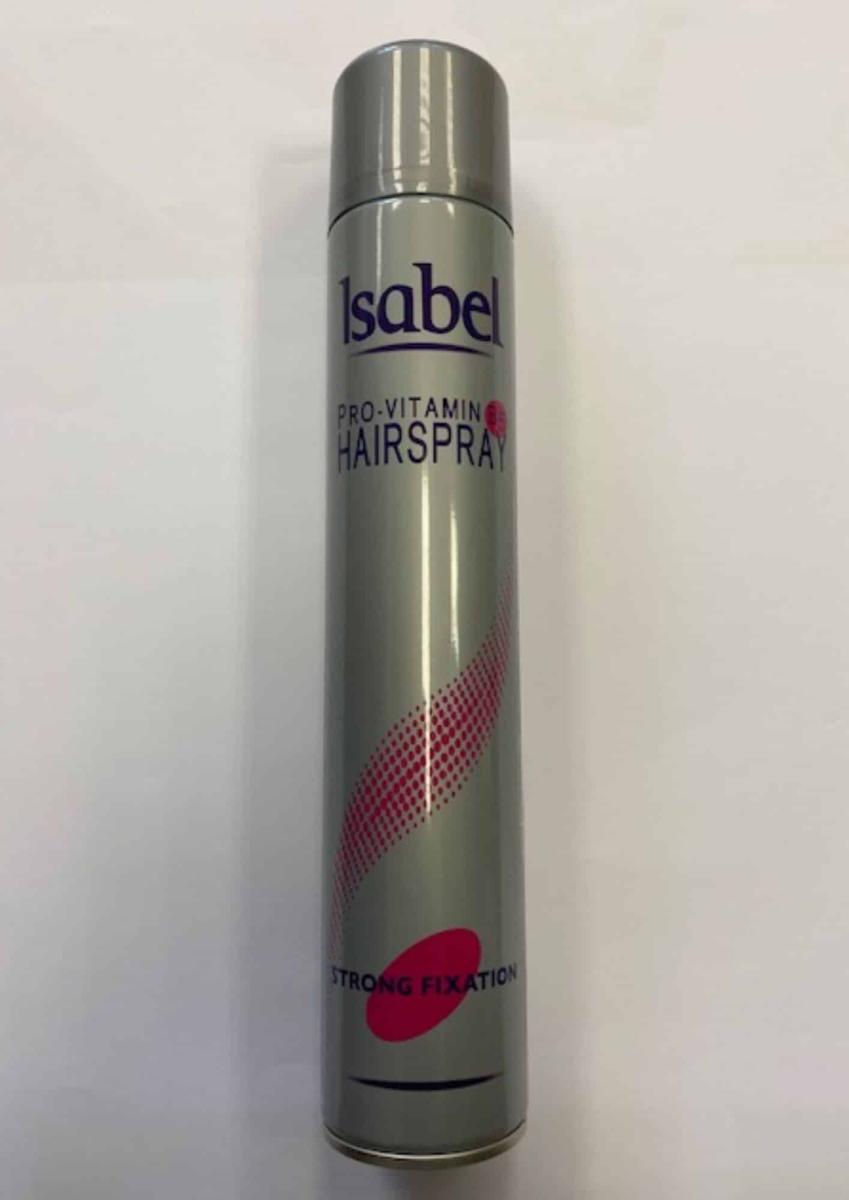 Isabel
PRO-VITAMIN B5
HAIRSPRAY
STRONG FIXATION